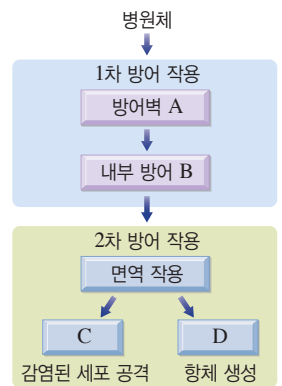 병원체
1차 방어 작용
방어벽 A
내부 방어 B
2차 방어 작용
면역 작용
C D
감염된 세포 공격 항체 생성